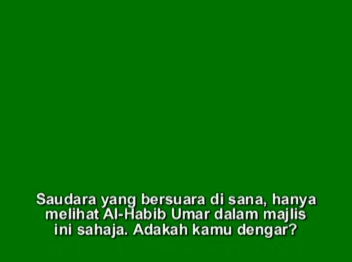 Saudara yang bersuara di sana, hanya
melihat Al-Habib Umar dalam majlis
ini sahaja. Adakah kamu dengar?